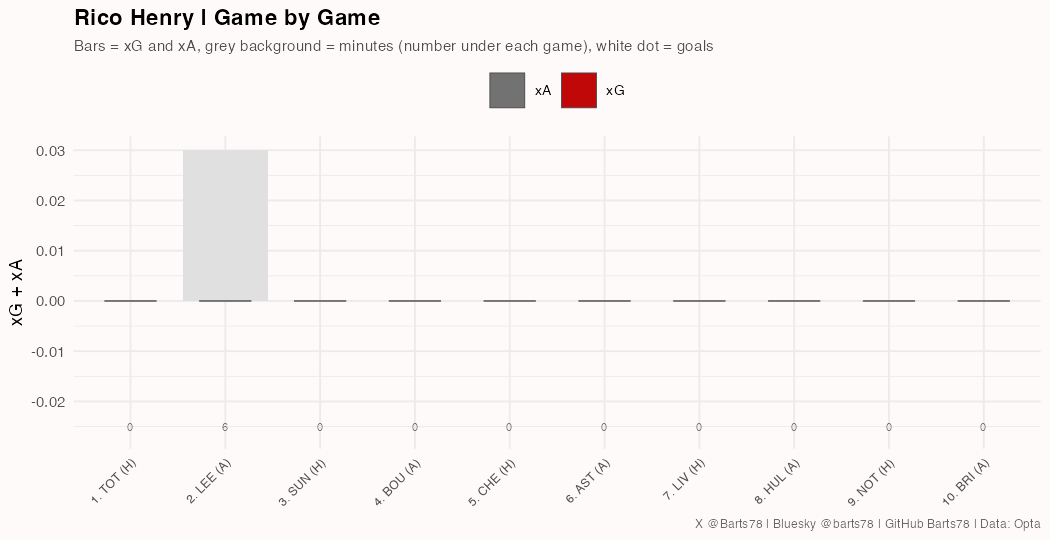 Rico Henry | Game by Game
Bars = xG and xA, grey background = minutes (number under each game), white dot = goals
xA xG
xG + xA
0.03
0.02
0.01
0.00
-0.01
-0.02
0 6 0 0 0 0 0 0 0 0
1. TOT (H) 2. LEE (A) 3. SUN (H) 4. BOU (A) 5. CHE (H) 6. AST (A) 7. LIV (H) 8. HUL (A) 9. NOT (H) 10. BRI (A)
X @Barts78 | Bluesky @barts78 | GitHub Barts78 | Data: Opta